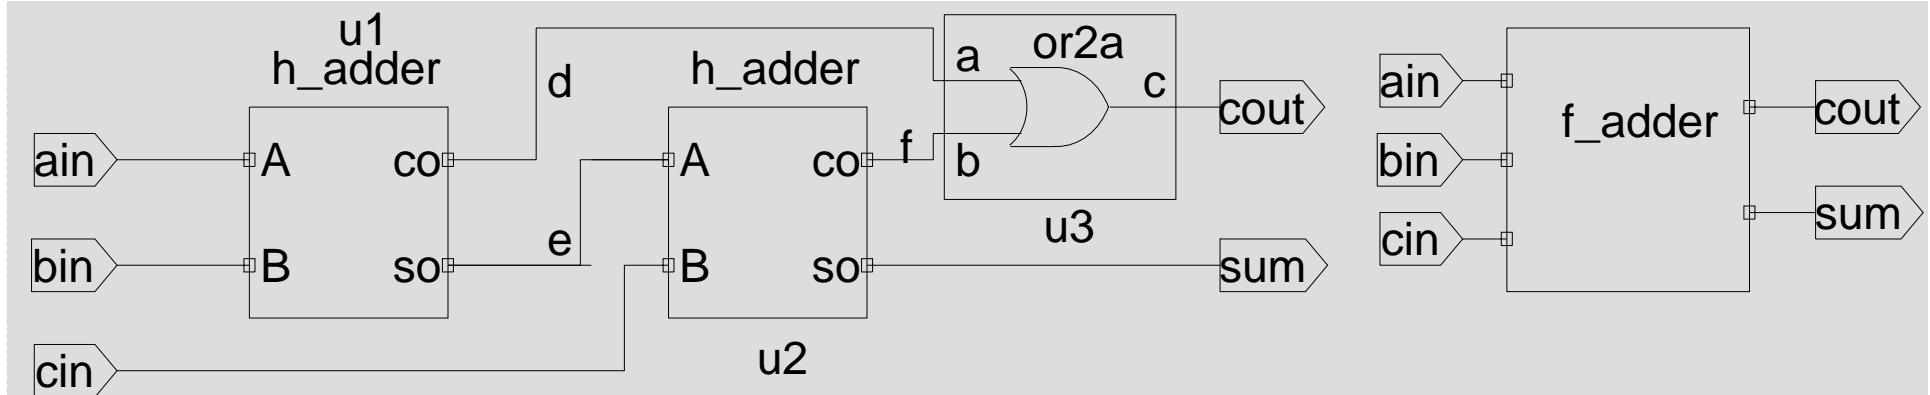 u1
h_adder
ain
bin
cin
A
B
co
so
d
e
h_adder
A
B
co
so
u2
f
or2a
a
b
c
u3
cout
sum
ain
bin
cin
f_adder
cout
sum